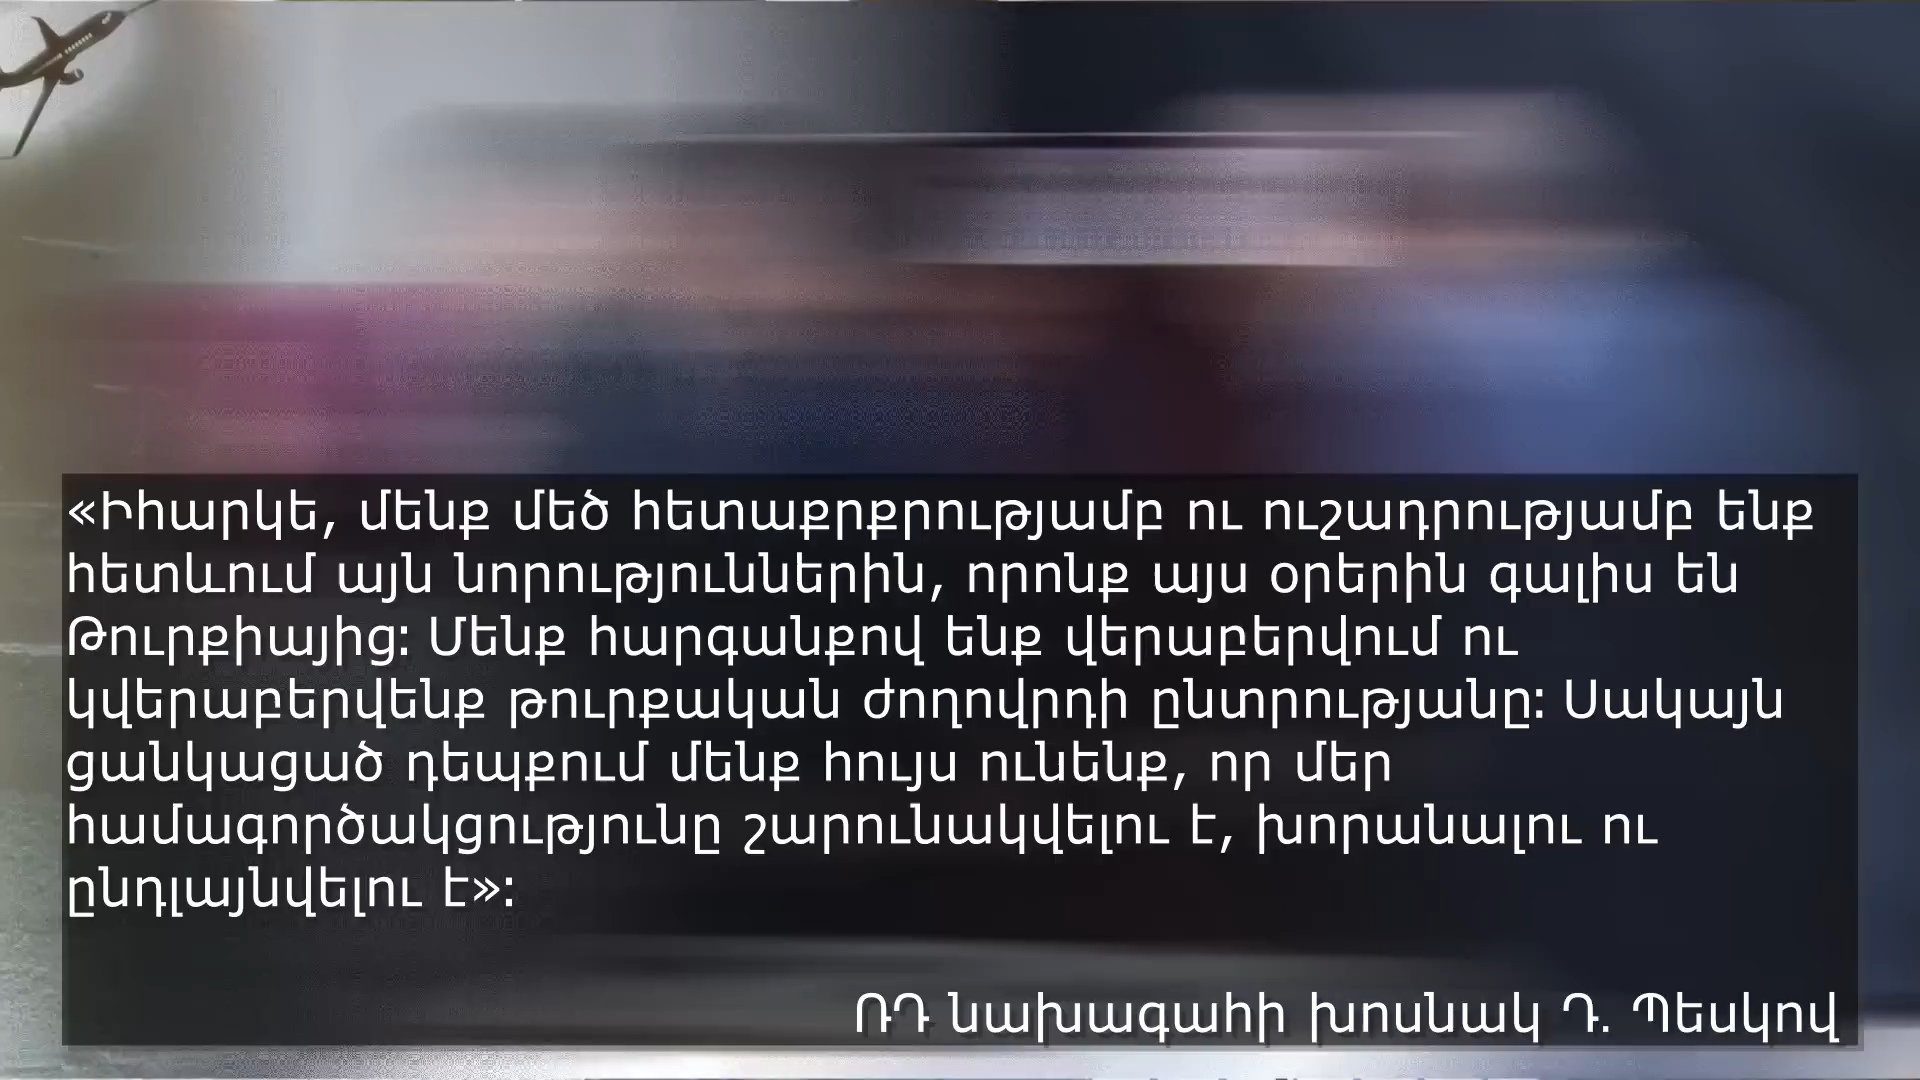 «Իհարկե, մենք մեծ հետաքրքրությամբ ու ուշադրությամբ ենք
հետևում այն նորություններին, որոնք այս օրերին գալիս են
Թուրքիայից: Մենք հարգանքով ենք վերաբերվում ու
կվերաբերվենք թուրքական ժողովրդի ընտրությանը: Սակայն
ցանկացած դեպքում մենք հույս ունենք, որ մեր
համագործակցությունը շարունակվելու է, խորանալու ու
ընդլայնվելու է»:
ՌԴ նախագահի խոսնակ Դ. Պեսկով